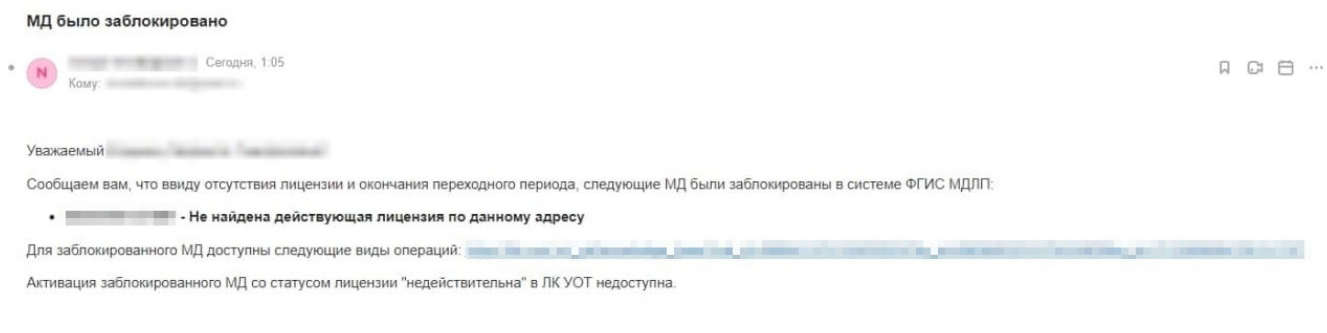 МД было заблокировано
N
Сегодня, 1:05
Кому:
Уважаемый
Сообщаем вам, что ввиду отсутствия лицензии и окончания переходного периода, следующие МД были заблокированы в системе ФГИС МДЛП:
• - Не найдена действующая лицензия по данному адресу
Для заблокированного МД доступны следующие виды операций:
Активация заблокированного МД со статусом лицензии "недействительна" в ЛК УОТ недоступна.